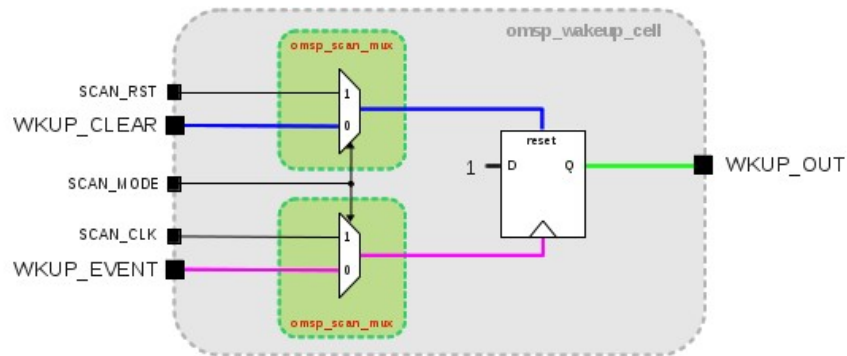 omsp_wakeup_cell
omsp_scan_mux
SCAN_RST
1
WKUP_CLEAR
0
reset
1
D
Q
WKUP_OUT
SCAN_MODE
SCAN_CLK
1
WKUP_EVENT
0
omsp_scan_mux